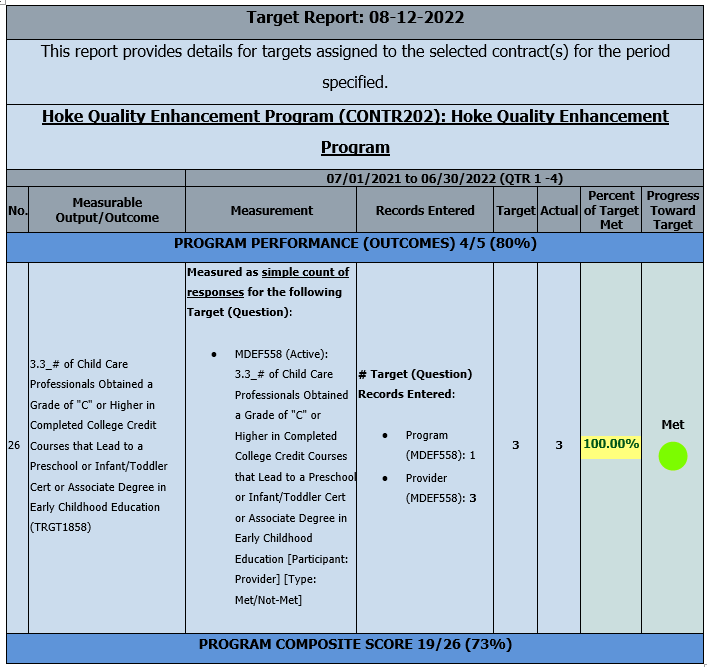 Target Report: 08-12-2022
This report provides details for targets assigned to the selected contract(s) for the period
specified.
Hoke Quality Enhancement Program (CONTR202): Hoke Quality Enhancement
Program
07/01/2021 to 06/30/2022 (QTR 1 -4)
No.
Measurable
Output/Outcome
Measurement
Records Entered
Target
Actual
Percent
of Target
Met
Progress
Toward
Target
PROGRAM PERFORMANCE (OUTCOMES) 4/5 (80%)
26
3.3_# of Child Care
Professionals Obtained a
Grade of "C" or Higher in
Completed College Credit
Courses that Lead to a
Preschool or Infant/Toddler
Cert or Associate Degree in
Early Childhood Education
(TRGT1858)
Measured as simple count of
responses for the following
Target (Question):
• MDEF558 (Active):
3.3_# of Child Care
Professionals Obtained
a Grade of "C" or
Higher in Completed
College Credit Courses
that Lead to a Preschool
or Infant/Toddler Cert
or Associate Degree in
Early Childhood
Education [Participant:
Provider] [Type:
Met/Not-Met]
# Target (Question)
Records Entered:
• Program
(MDEF558): 1
• Provider
(MDEF558): 3
3
3
100.00%
Met
PROGRAM COMPOSITE SCORE 19/26 (73%)